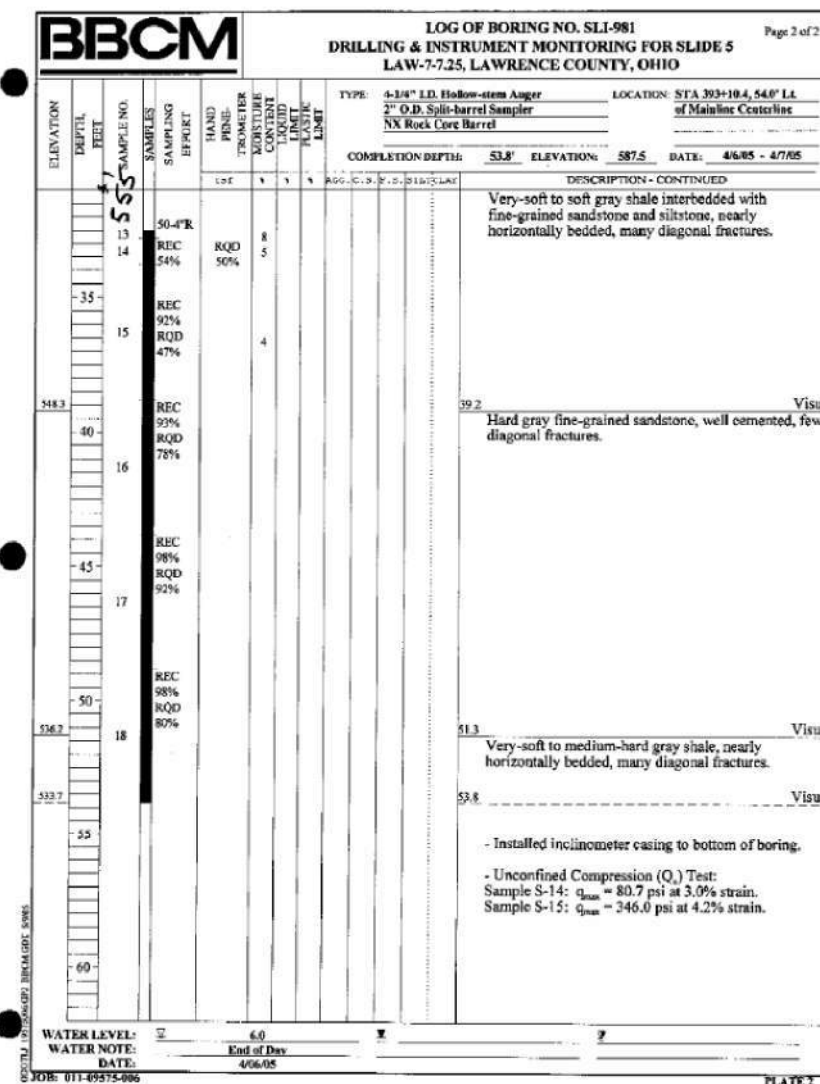 BBCM
LOG OF BORING NO. SLI-981
DRILLING & INSTRUMENT MONITORING FOR SLIDE 5
LAW-7-7.25, LAWRENCE COUNTY, OHIO
Page 2 of 2
ELEVATION
DEPTH, FEET
SAMPLE NO.
SAMPLES
SAMPLING EFFORT
HAND PENE-TROMETER
MOISTURE CONTENT
LIQUID LIMIT
PLASTIC LIMIT
TYPE: 4-1/4" I.D. Hollow-stem Auger
2" O.D. Split-barrel Sampler
NX Rock Core Barrel
LOCATION: STA 393+10.4, 54.0' Lt.
of Mainline Centerline
COMPLETION DEPTH: 53.8' ELEVATION: 587.5 DATE: 4/6/05 - 4/7/05
DESCRIPTION - CONTINUED
555
Very-soft to soft gray shale interbedded with
fine-grained sandstone and siltstone, nearly
horizontally bedded, many diagonal fractures.
50-4"R
13 8
14 REC RQD 5
54% 50%
35
REC
92%
15 RQD 4
47%
548.3 REC 39.2 Visu
93% Hard gray fine-grained sandstone, well cemented, few
40 RQD diagonal fractures.
78%
16
REC
98%
45 RQD
92%
17
REC
98%
50 RQD
80%
536.2 18 51.3 Visu
Very-soft to medium-hard gray shale, nearly
horizontally bedded, many diagonal fractures.
533.7 53.8 Visu
55
- Installed inclinometer casing to bottom of boring.
- Unconfined Compression (Qu) Test:
Sample S-14: qmax = 80.7 psi at 3.0% strain.
Sample S-15: qmax = 346.0 psi at 4.2% strain.
60
WATER LEVEL: 6.0
WATER NOTE: End of Day
DATE: 4/06/05
JOB: 011-09575-006
PLATE 2